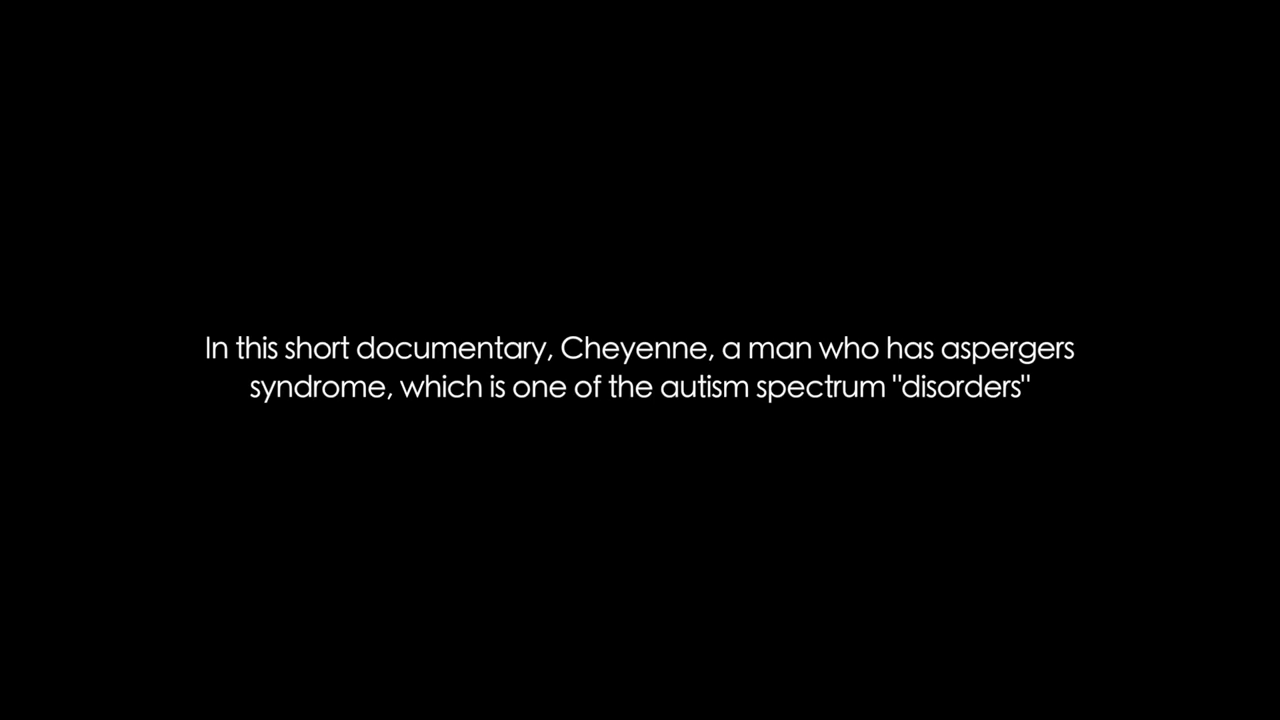 In this short documentary, Cheyenne, a man who has aspergers
syndrome, which is one of the autism spectrum "disorders"